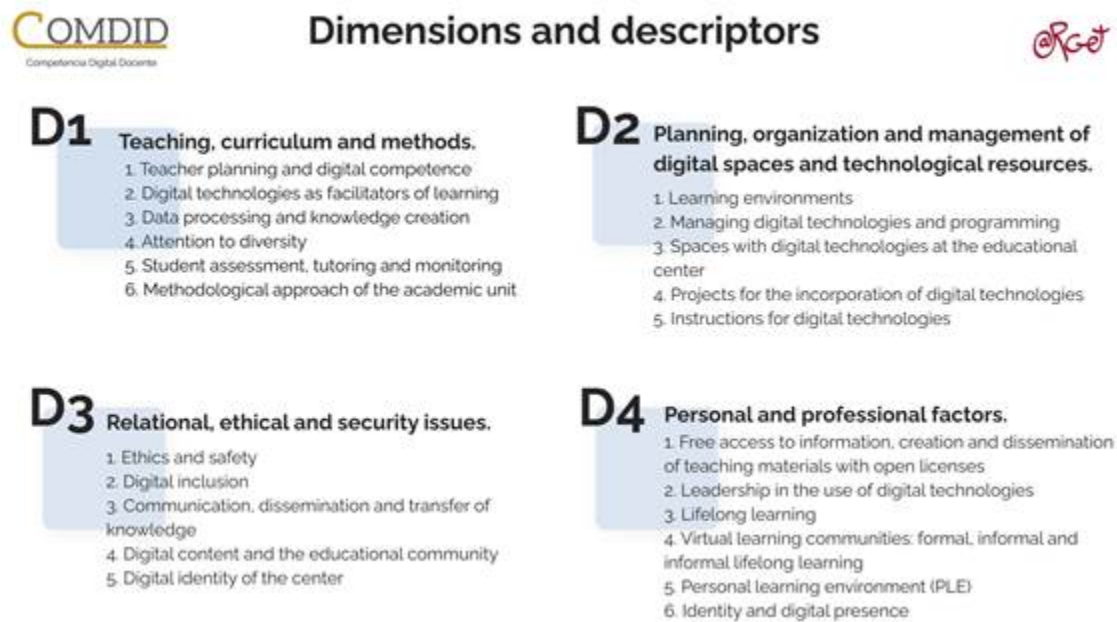 COMDID
Competencia Digital Docente
Dimensions and descriptors
@RGet
D1
Teaching, curriculum and methods.
1. Teacher planning and digital competence
2. Digital technologies as facilitators of learning
3. Data processing and knowledge creation
4. Attention to diversity
5. Student assessment, tutoring and monitoring
6. Methodological approach of the academic unit
D2
Planning, organization and management of
digital spaces and technological resources.
1. Learning environments
2. Managing digital technologies and programming
3. Spaces with digital technologies at the educational
center
4. Projects for the incorporation of digital technologies
5. Instructions for digital technologies
D3
Relational, ethical and security issues.
1. Ethics and safety
2. Digital inclusion
3. Communication, dissemination and transfer of
knowledge
4. Digital content and the educational community
5. Digital identity of the center
D4
Personal and professional factors.
1. Free access to information, creation and dissemination
of teaching materials with open licenses
2. Leadership in the use of digital technologies
3. Lifelong learning
4. Virtual learning communities: formal, informal and
informal lifelong learning
5. Personal learning environment (PLE)
6. Identity and digital presence